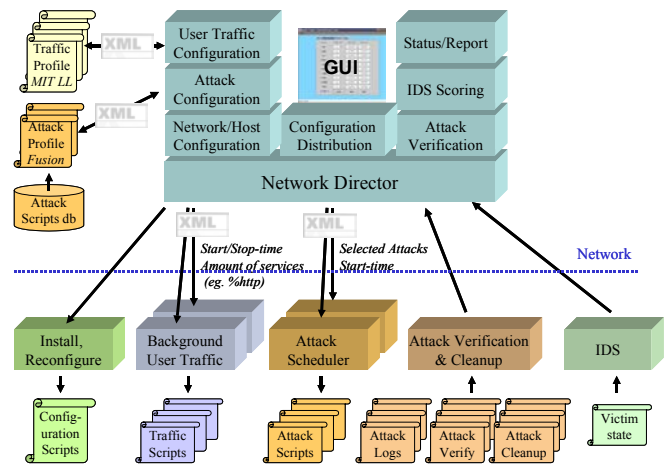 Traffic
Profile
MIT LL
XML
User Traffic
Configuration
GUI
Status/Report
Attack
Configuration
IDS Scoring
XML
Attack
Profile
Fusion
Network/Host
Configuration
Configuration
Distribution
Attack
Verification
Network Director
Attack
Scripts db
XML
XML
Start/Stop-time
Amount of services
(eg. %http)
Selected Attacks
Start-time
Network
Install,
Reconfigure
Background
User Traffic
Attack
Scheduler
Attack Verification
& Cleanup
IDS
Config-
uration
Scripts
Traffic
Scripts
Attack
Scripts
Attack
Logs
Attack
Verify
Attack
Cleanup
Victim
state